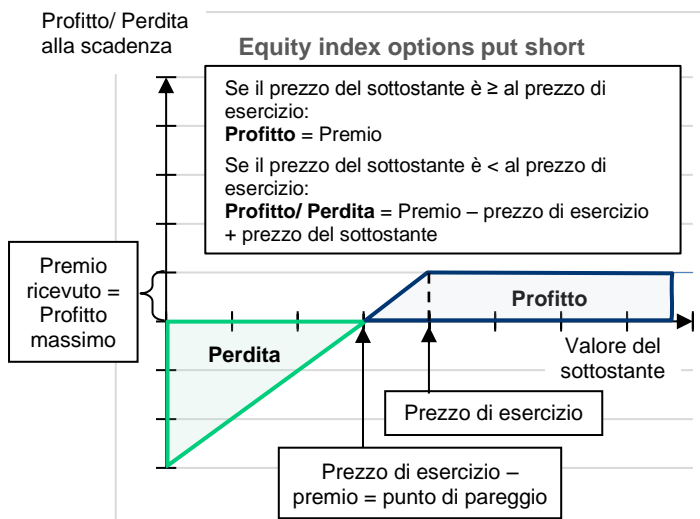 Profitto/ Perdita
alla scadenza
Equity index options put short
Se il prezzo del sottostante è ≥ al prezzo di
esercizio:
Profitto = Premio
Se il prezzo del sottostante è < al prezzo di
esercizio:
Profitto/ Perdita = Premio – prezzo di esercizio
+ prezzo del sottostante
Premio
ricevuto =
Profitto
massimo
Profitto
Perdita
Valore del
sottostante
Prezzo di esercizio
Prezzo di esercizio –
premio = punto di pareggio